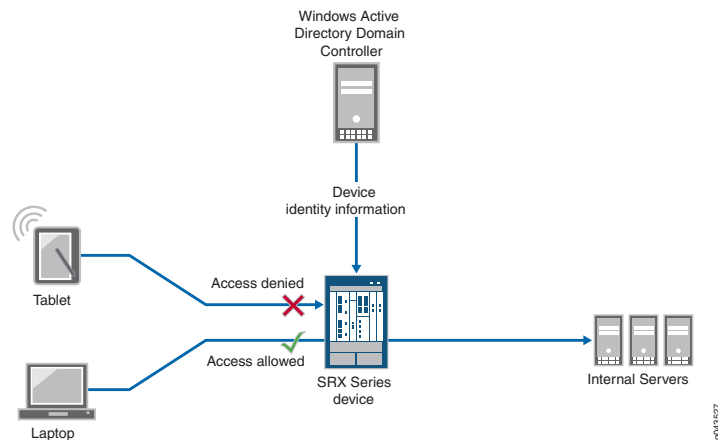 Windows Active
Directory Domain
Controller
Device
identity information
Access denied
Tablet
Access allowed
SRX Series
device
Internal Servers
Laptop
g043527